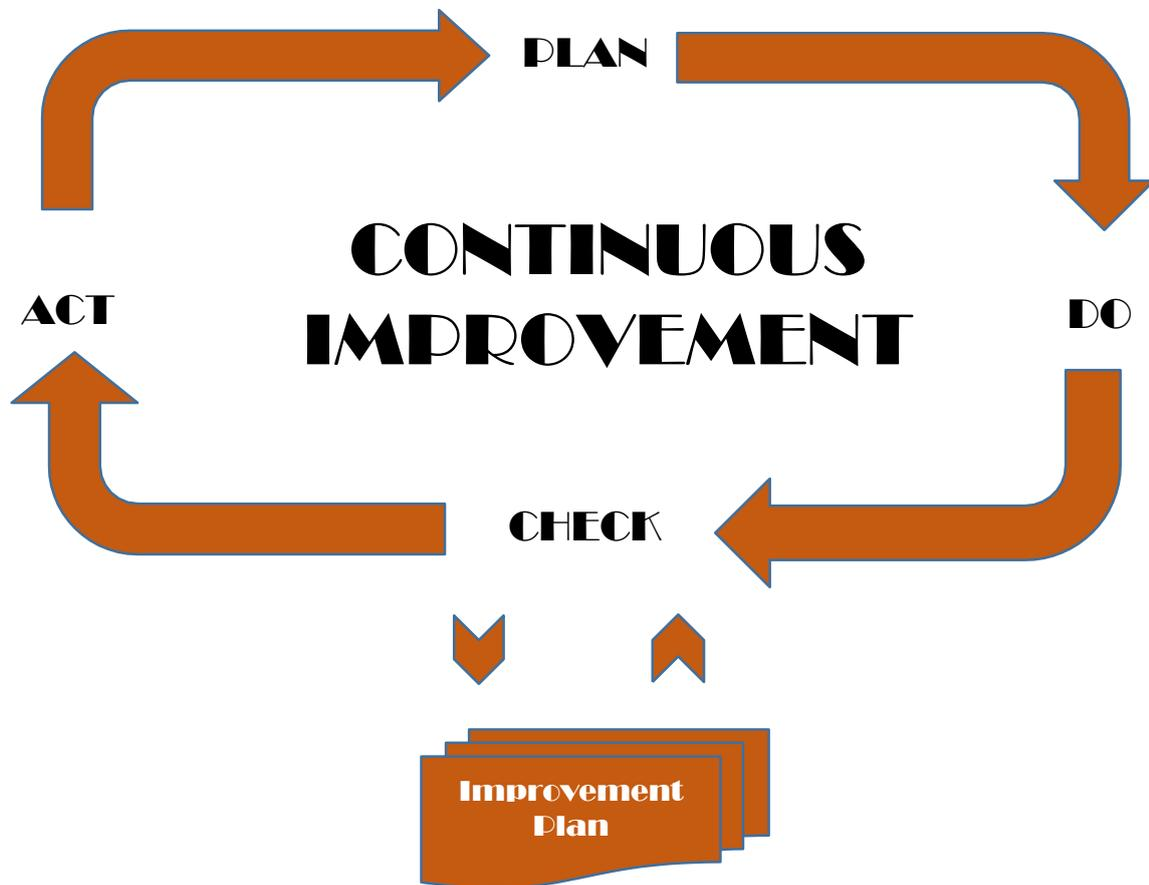 PLAN
CONTINUOUS
IMPROVEMENT
ACT
DO
CHECK
Improvement
Plan